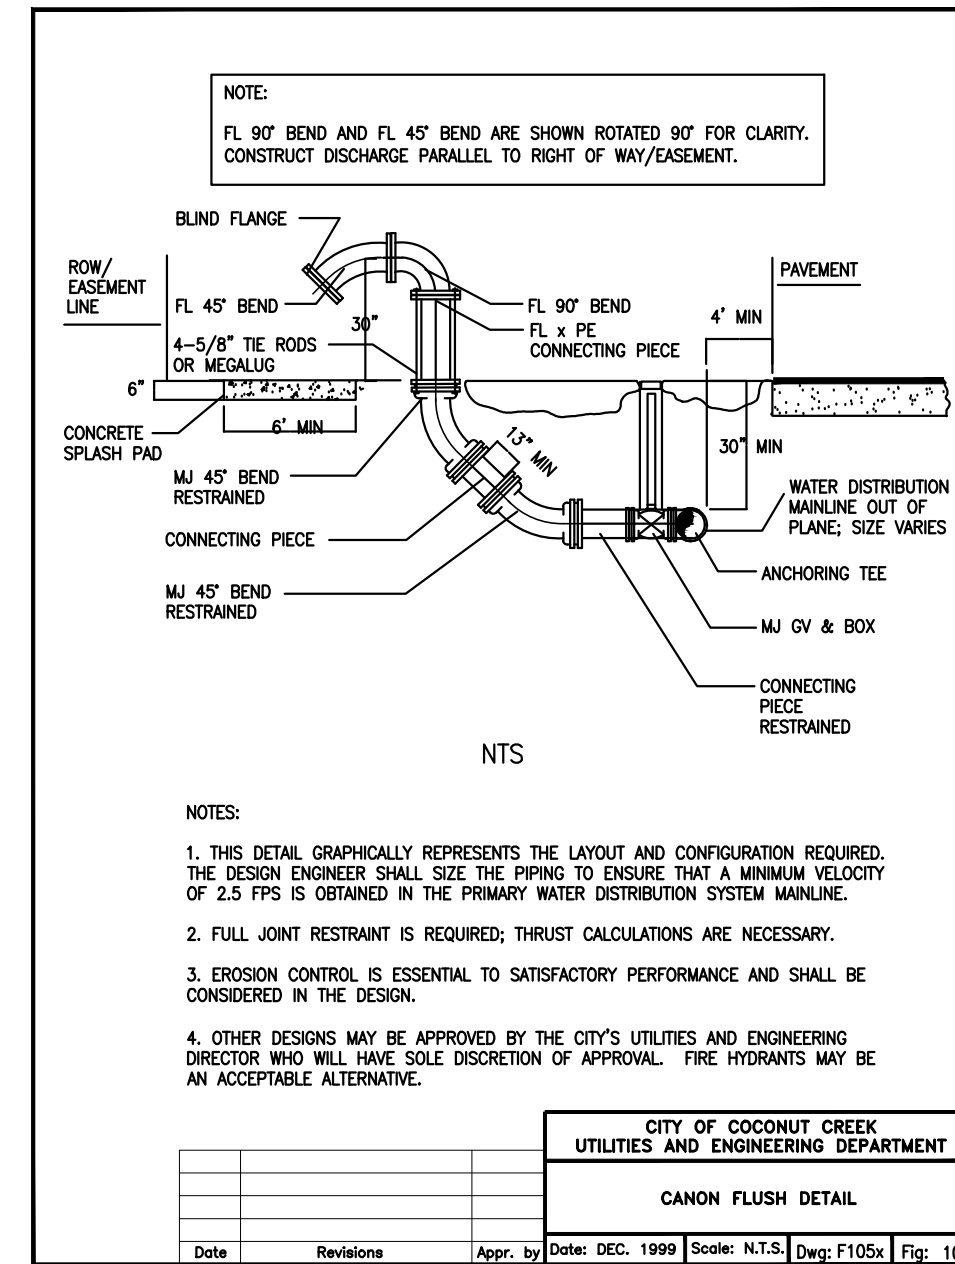 NOTE:
FL 90° BEND AND FL 45° BEND ARE SHOWN ROTATED 90° FOR CLARITY.
CONSTRUCT DISCHARGE PARALLEL TO RIGHT OF WAY/EASEMENT.
BLIND FLANGE
ROW/
EASEMENT
LINE
PAVEMENT
FL 45° BEND
30"
FL 90° BEND
FL x PE
CONNECTING PIECE
4' MIN
4-5/8" TIE RODS
OR MEGALUG
6"
6' MIN
CONCRETE
SPLASH PAD
13" MIN
30" MIN
MJ 45° BEND
RESTRAINED
WATER DISTRIBUTION
MAINLINE OUT OF
PLANE; SIZE VARIES
CONNECTING PIECE
ANCHORING TEE
MJ 45° BEND
RESTRAINED
MJ GV & BOX
CONNECTING
PIECE
RESTRAINED
NTS
NOTES:
1. THIS DETAIL GRAPHICALLY REPRESENTS THE LAYOUT AND CONFIGURATION REQUIRED.
THE DESIGN ENGINEER SHALL SIZE THE PIPING TO ENSURE THAT A MINIMUM VELOCITY
OF 2.5 FPS IS OBTAINED IN THE PRIMARY WATER DISTRIBUTION SYSTEM MAINLINE.
2. FULL JOINT RESTRAINT IS REQUIRED; THRUST CALCULATIONS ARE NECESSARY.
3. EROSION CONTROL IS ESSENTIAL TO SATISFACTORY PERFORMANCE AND SHALL BE
CONSIDERED IN THE DESIGN.
4. OTHER DESIGNS MAY BE APPROVED BY THE CITY'S UTILITIES AND ENGINEERING
DIRECTOR WHO WILL HAVE SOLE DISCRETION OF APPROVAL. FIRE HYDRANTS MAY BE
AN ACCEPTABLE ALTERNATIVE.
CITY OF COCONUT CREEK
UTILITIES AND ENGINEERING DEPARTMENT
CANON FLUSH DETAIL
Date Revisions Appr. by Date: DEC. 1999 Scale: N.T.S. Dwg: F105x Fig: